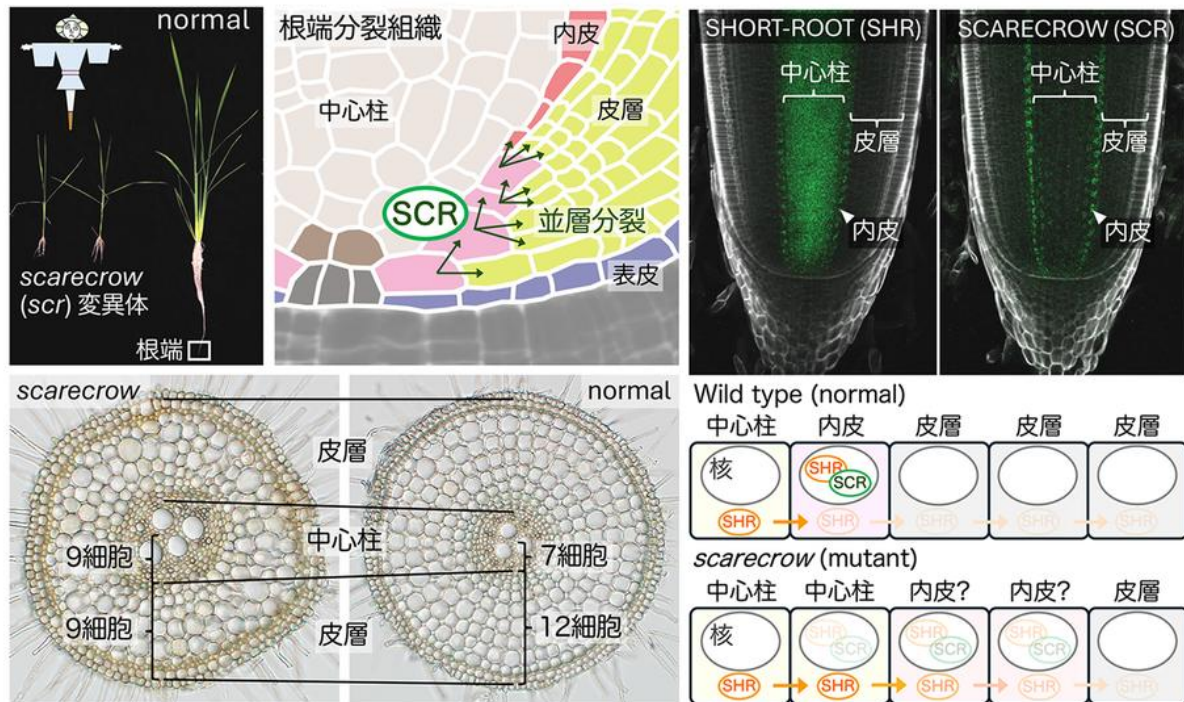 normal
scarecrow
(scr) 変異体
根端
根端分裂組織
内皮
中心柱
皮層
SCR
並層分裂
表皮
SHORT-ROOT (SHR)
中心柱
皮層
内皮
SCARECROW (SCR)
中心柱
皮層
内皮
scarecrow
normal
皮層
中心柱
9細胞
7細胞
9細胞
皮層
12細胞
Wild type (normal)
中心柱 内皮 皮層 皮層 皮層
核 SHR SCR
SHR SHR SHR SHR SHR
scarecrow (mutant)
中心柱 中心柱 内皮? 内皮? 皮層
核 SHR SCR SHR SCR SHR SCR
SHR SHR SHR SHR SHR